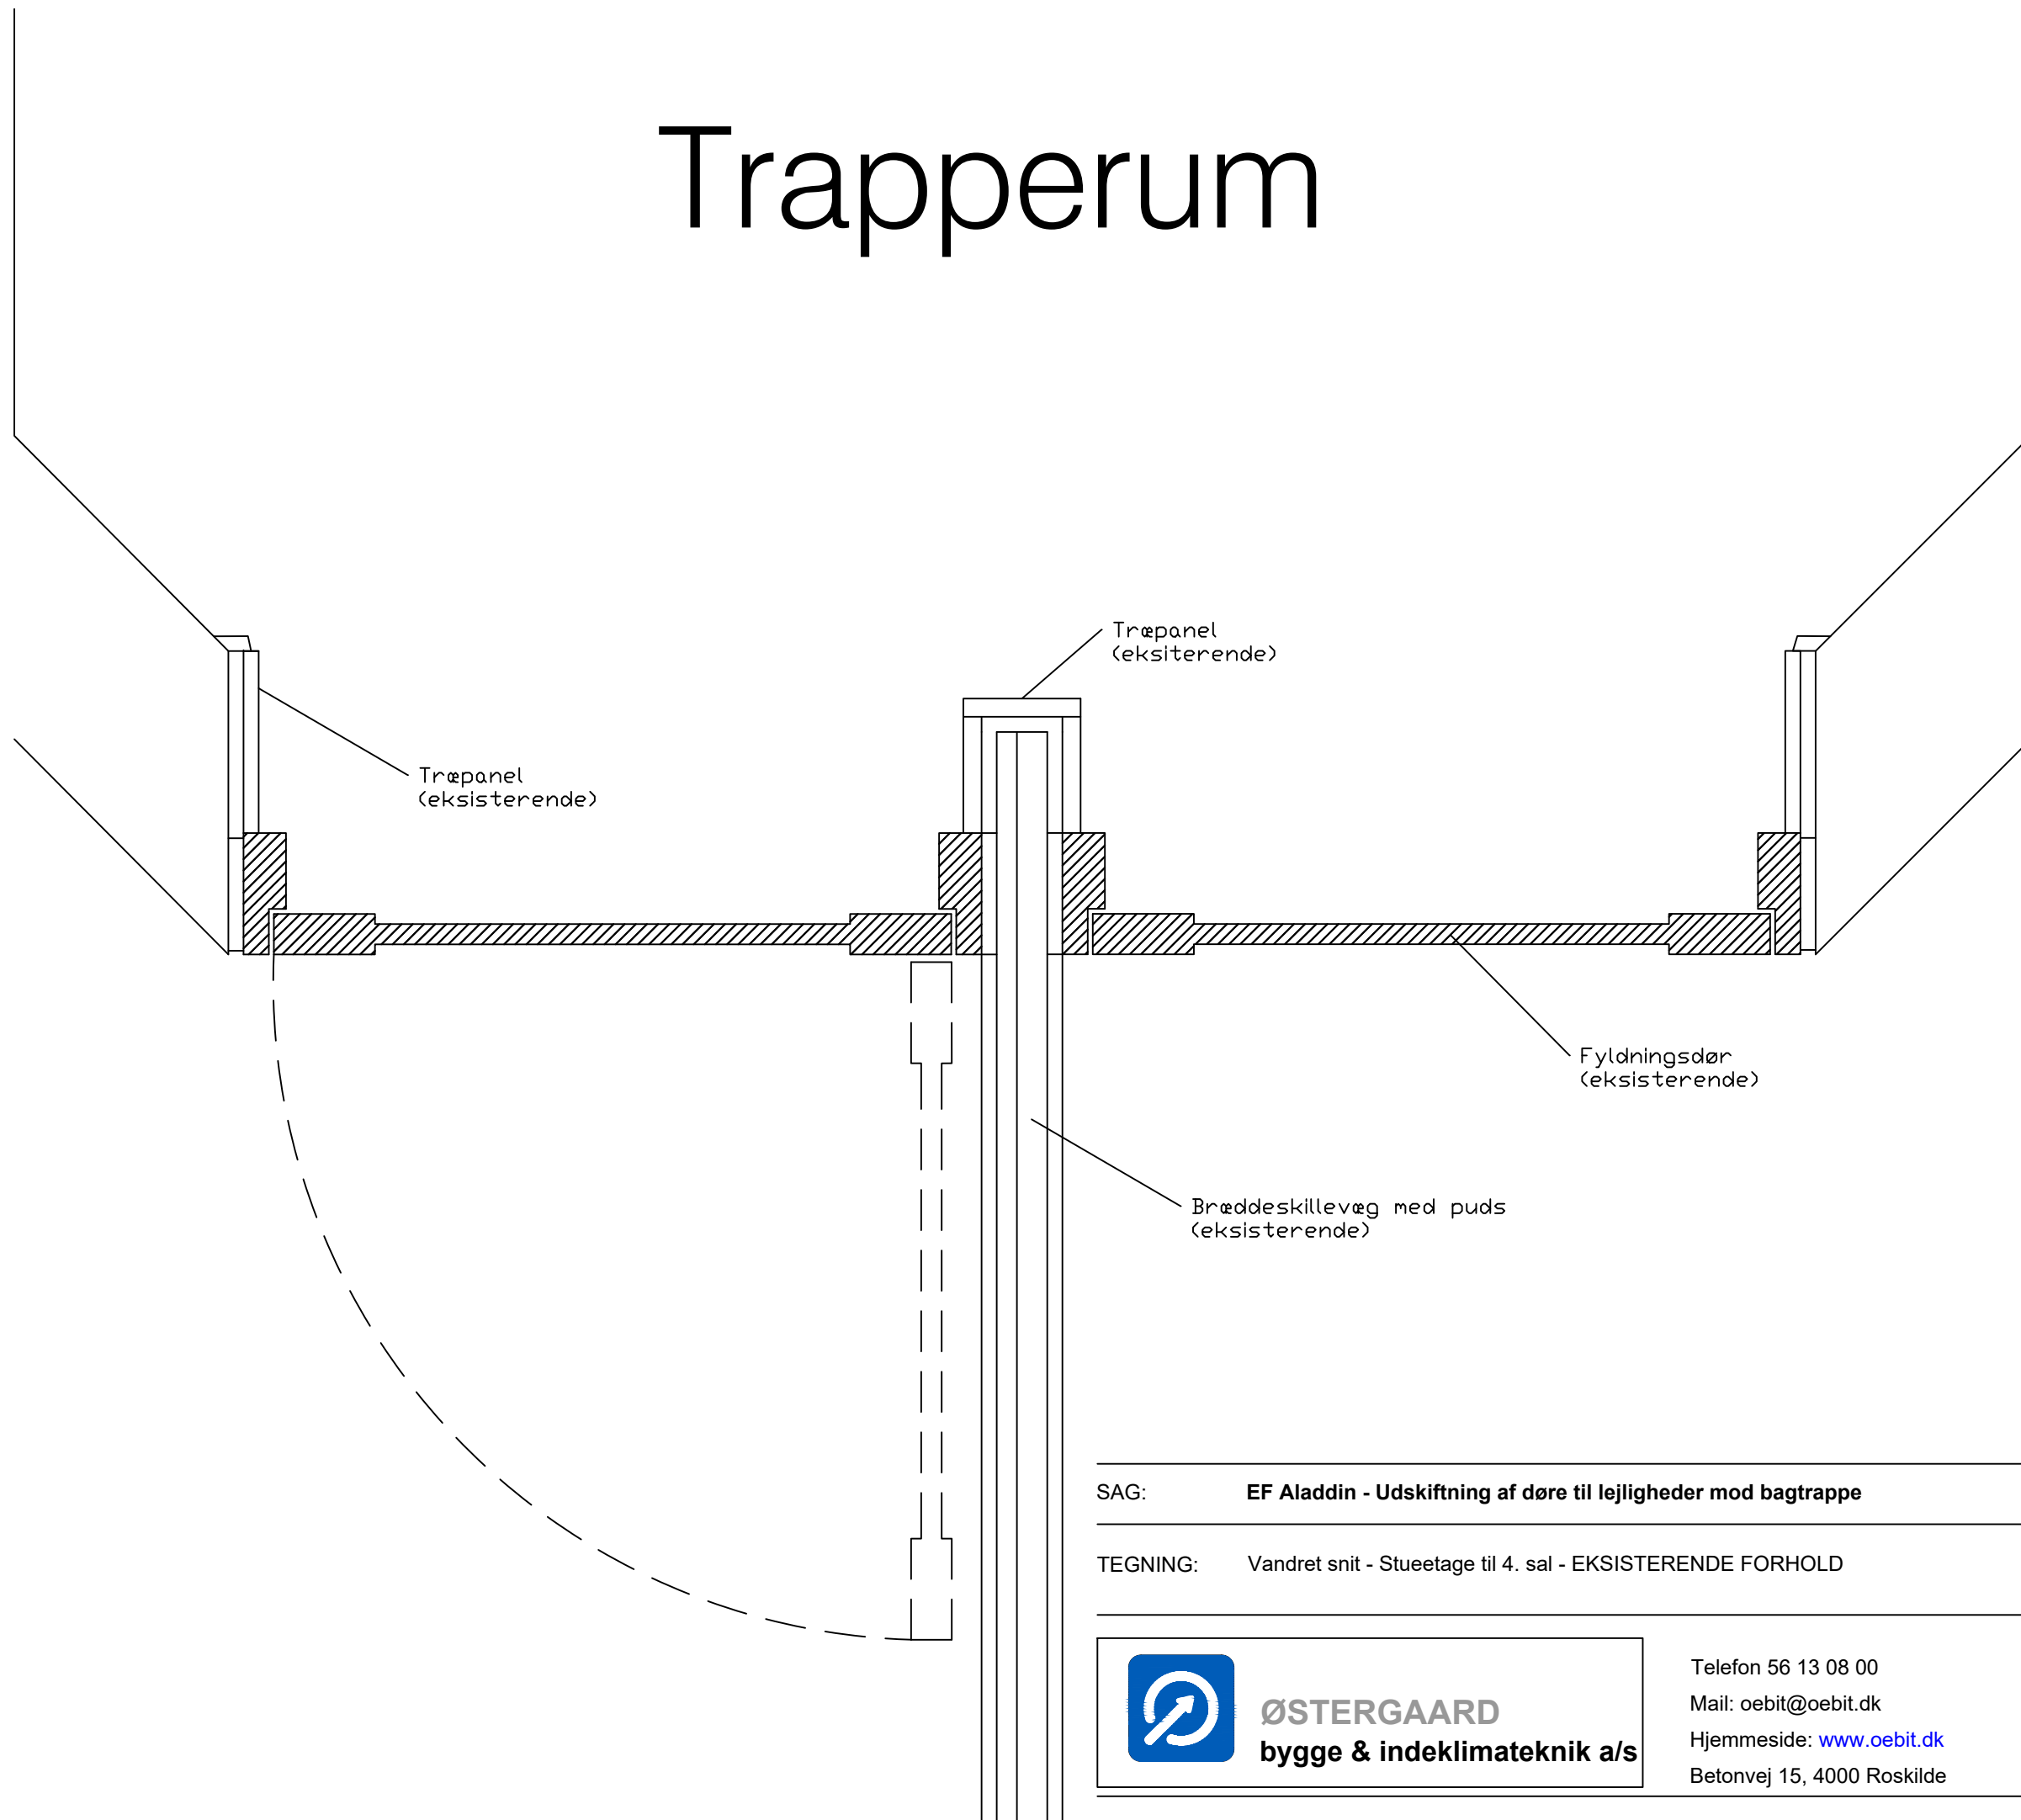 Trapperum
Træpanel
(eksiterende)
Træpanel
(eksisterende)
Fyldningsdør
(eksisterende)
Bræddeskillevæg med puds
(eksisterende)
SAG: EF Aladdin - Udskiftning af døre til lejligheder mod bagtrappe
TEGNING: Vandret snit - Stueetage til 4. sal - EKSISTERENDE FORHOLD
ØSTERGAARD
bygge & indeklimateknik a/s
Telefon 56 13 08 00
Mail: oebit@oebit.dk
Hjemmeside: www.oebit.dk
Betonvej 15, 4000 Roskilde